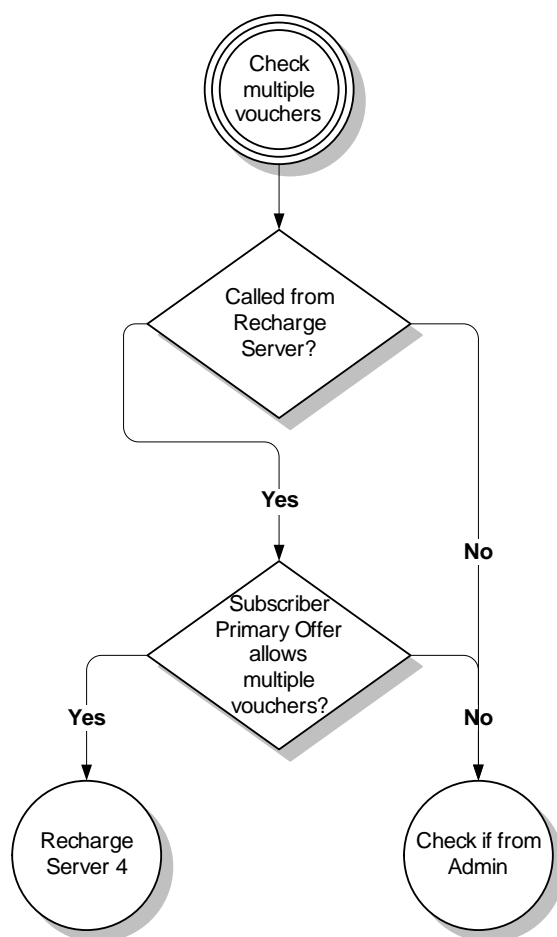 Check
multiple
vouchers
Called from
Recharge
Server?
Yes
No
Subscriber
Primary Offer
allows
multiple
vouchers?
Yes
No
Recharge
Server 4
Check if from
Admin